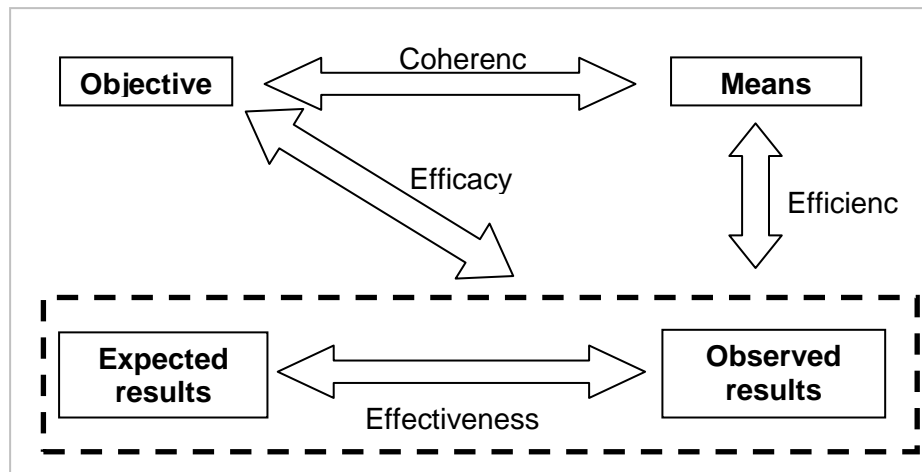 Coherenc
Objective
Means
Efficacy
Efficienc
Expected
results
Observed
results
Effectiveness